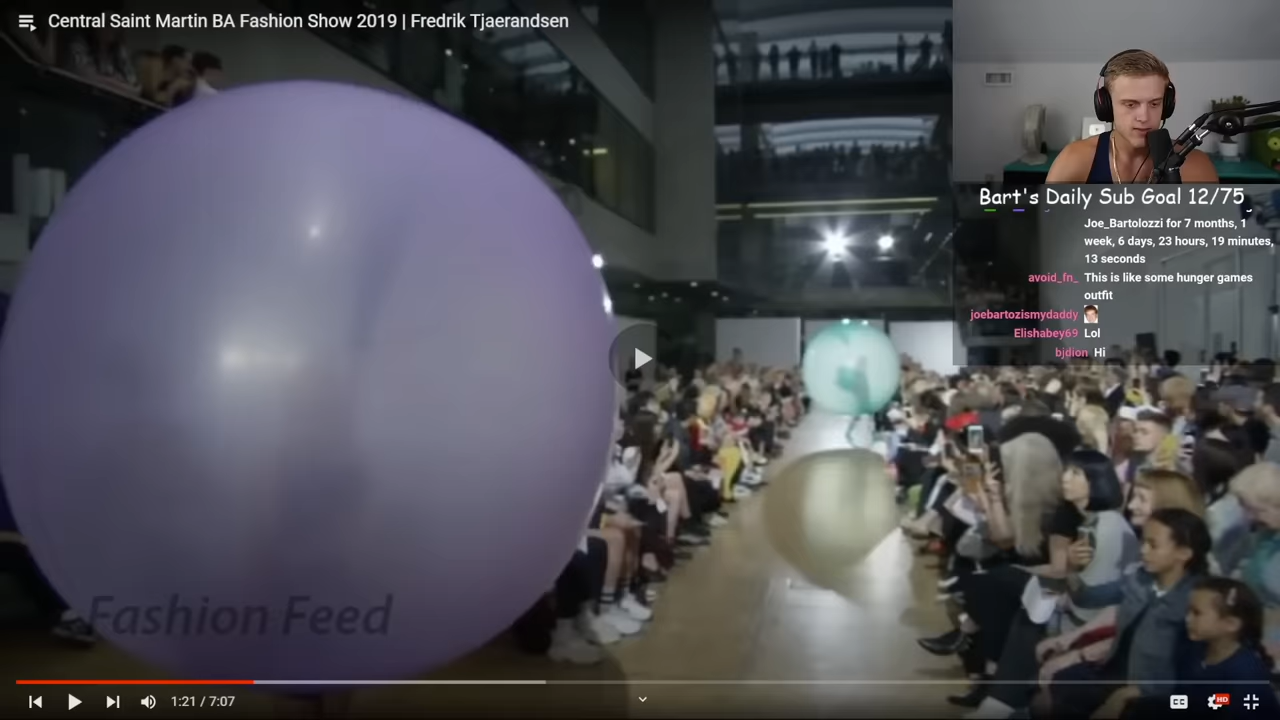 Central Saint Martin BA Fashion Show 2019 | Fredrik Tjaerandsen
Bart's Daily Sub Goal 12/75
Joe_Bartolozzi for 7 months, 1
week, 6 days, 23 hours, 19 minutes,
13 seconds
avoid_fn_ This is like some hunger games
outfit
joebartozismydaddy
Elishabey69 Lol
bjdion Hi
Fashion Feed
1:21 / 7:07
CC
HD